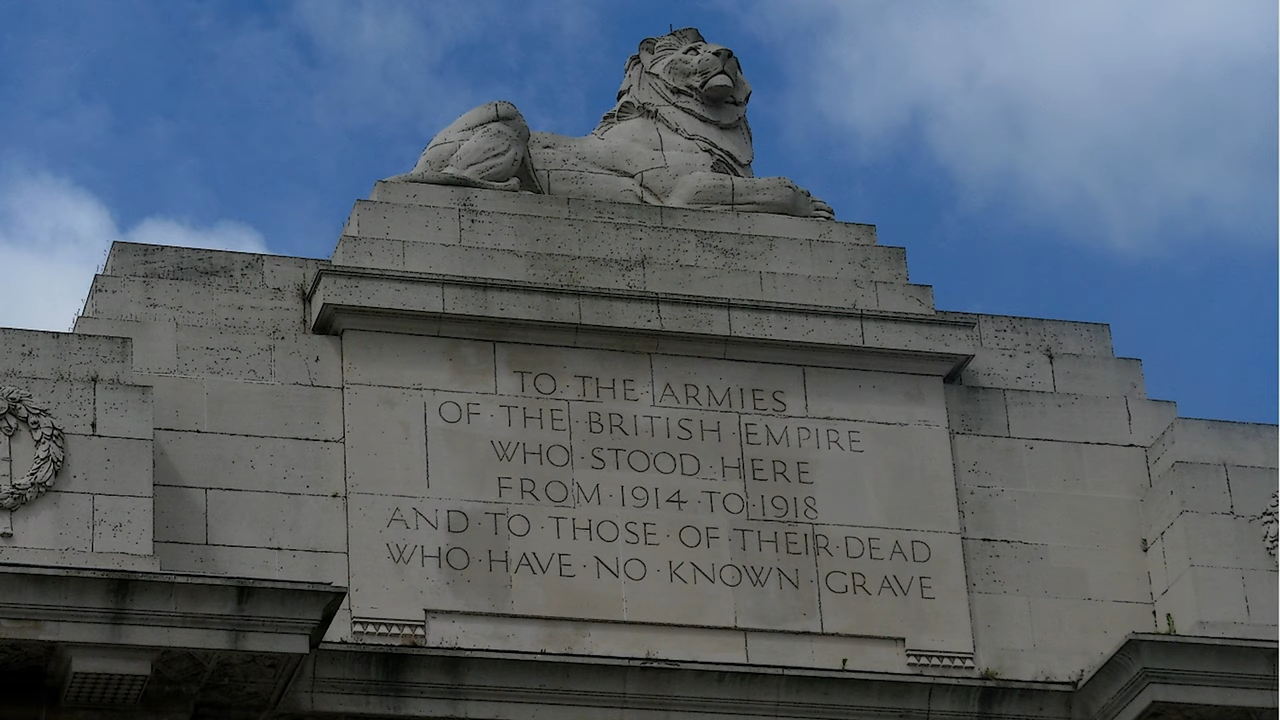 TO·THE·ARMIES
OF·THE·BRITISH·EMPIRE
WHO·STOOD·HERE
FROM·1914·TO·1918
AND·TO·THOSE·OF·THEIR·DEAD
WHO·HAVE·NO·KNOWN·GRAVE